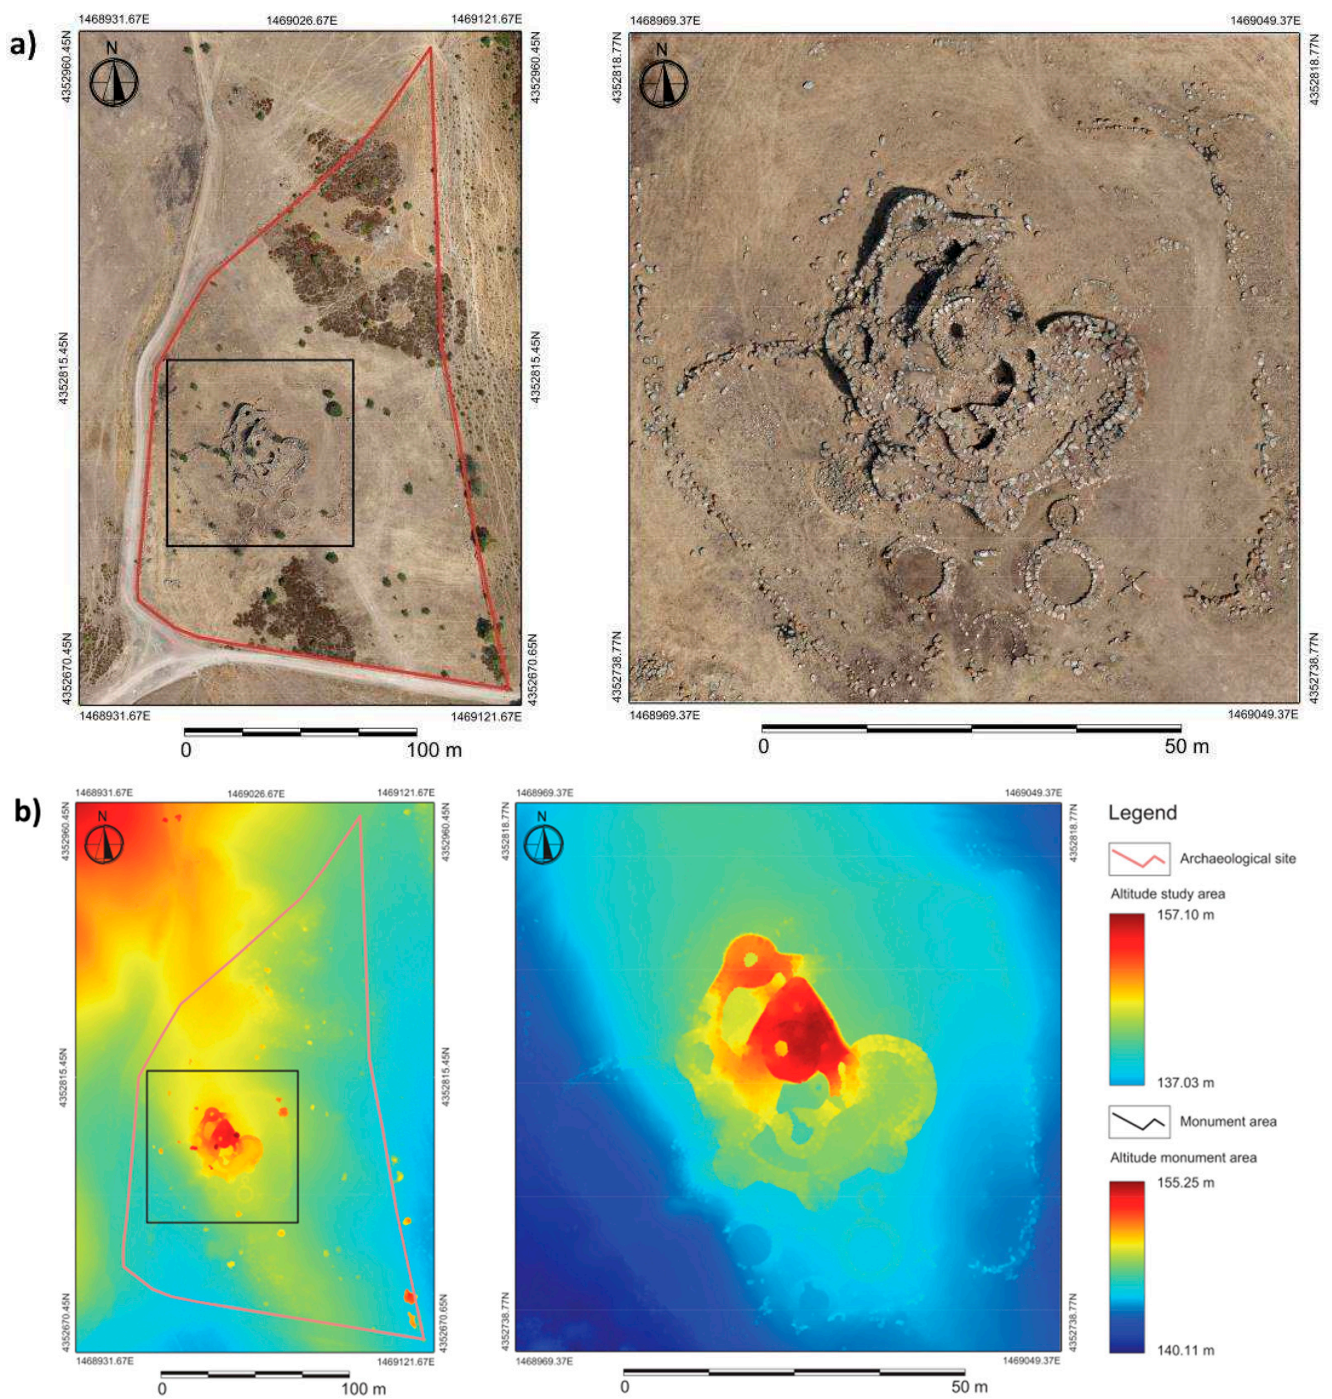 a)
1468931.67E 1469026.67E 1469121.67E
1468969.37E 1469049.37E
N
N
4352960.45N
4352960.45N
4352818.77N
4352818.77N
4352815.45N
4352815.45N
4352670.45N
4352670.65N
4352738.77N
4352738.77N
1468931.67E 1469121.67E
1468969.37E 1469049.37E
0 100 m
0 50 m
b)
1468931.67E 1469026.67E 1469121.67E
1468969.37E 1469049.37E
N
N
4352960.45N
4352960.45N
4352818.77N
4352818.77N
4352815.45N
4352815.45N
4352670.45N
4352670.65N
4352738.77N
4352738.77N
1468931.67E 1469121.67E
1468969.37E 1469049.37E
0 100 m
0 50 m
Legend
Archaeological site
Altitude study area
157.10 m
137.03 m
Monument area
Altitude monument area
155.25 m
140.11 m